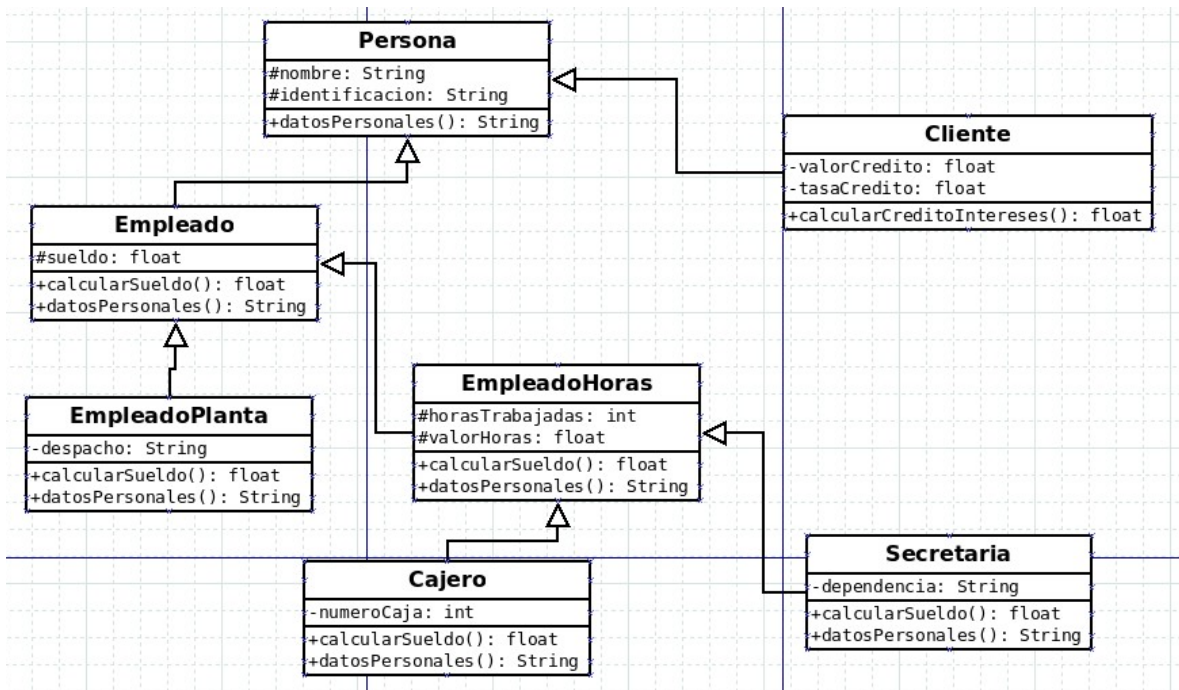 Persona
#nombre: String
#identificacion: String
+datosPersonales(): String
Cliente
-valorCredito: float
-tasaCredito: float
+calcularCreditoIntereses(): float
Empleado
#sueldo: float
+calcularSueldo(): float
+datosPersonales(): String
EmpleadoHoras
#horasTrabajadas: int
#valorHoras: float
+calcularSueldo(): float
+datosPersonales(): String
EmpleadoPlanta
-despacho: String
+calcularSueldo(): float
+datosPersonales(): String
Cajero
-numeroCaja: int
+calcularSueldo(): float
+datosPersonales(): String
Secretaria
-dependencia: String
+calcularSueldo(): float
+datosPersonales(): String